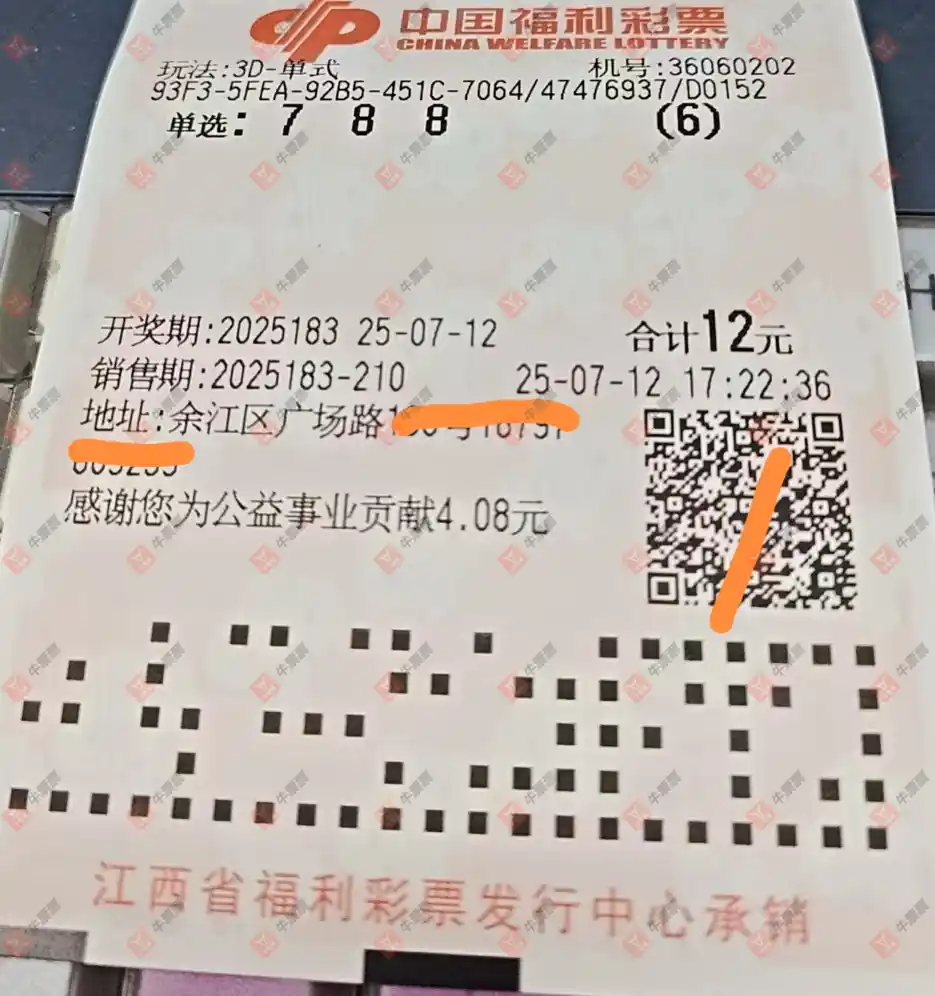 中国福利彩票
CHINA WELFARE LOTTERY
玩法:3D-单式 机号:36060202
93F3-5FEA-92B5-451C-7064/47476937/D0152
单选: 7 8 8 (6)
开奖期:2025183 25-07-12 合计12元
销售期:2025183-210 25-07-12 17:22:36
地址:余江区广场路
感谢您为公益事业贡献4.08元
江西省福利彩票发行中心承销
牛票票